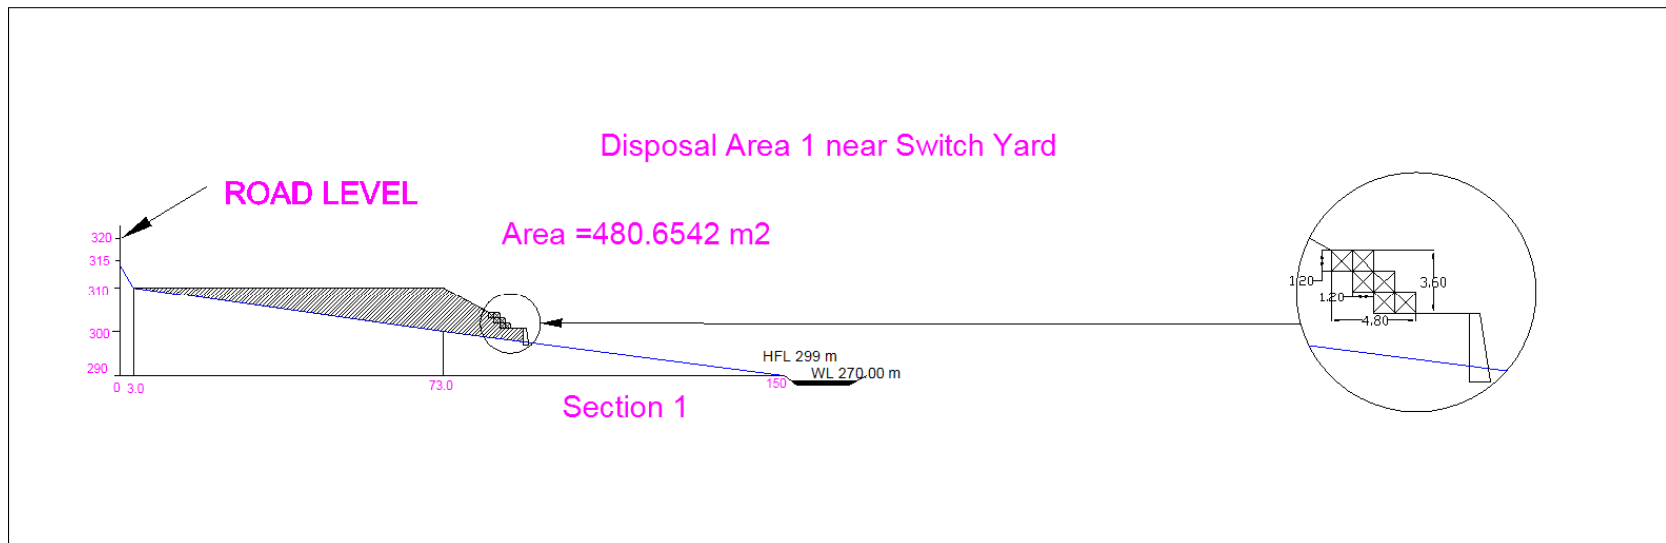 Disposal Area 1 near Switch Yard
ROAD LEVEL
Area =480.6542 m2
320
315
310
300
290
0 3.0
73.0
150
HFL 299 m
WL 270.00 m
Section 1
1.20
1.20
3.60
4.80